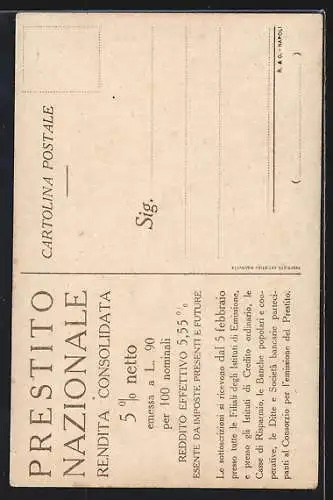 PRESTITO
NAZIONALE
RENDITA CONSOLIDATA
5 % netto
emessa a L. 90
per 100 nominali
REDDITO EFFETTIVO 5,55 %
ESENTE DA IMPOSTE PRESENTI E FUTURE
Le sottoscrizioni si ricevono dal 5 febbraio
presso tutte le Filiali degli Istituti di Emissione,
e presso gli Istituti di Credito ordinario, le
Casse di Risparmio, le Banche popolari e coo-
perative, le Ditte e Società bancarie parteci-
panti al Consorzio per l'emissione del Prestito.
CARTOLINA POSTALE
Sig.
(
)
R. & C. - NAPOLI